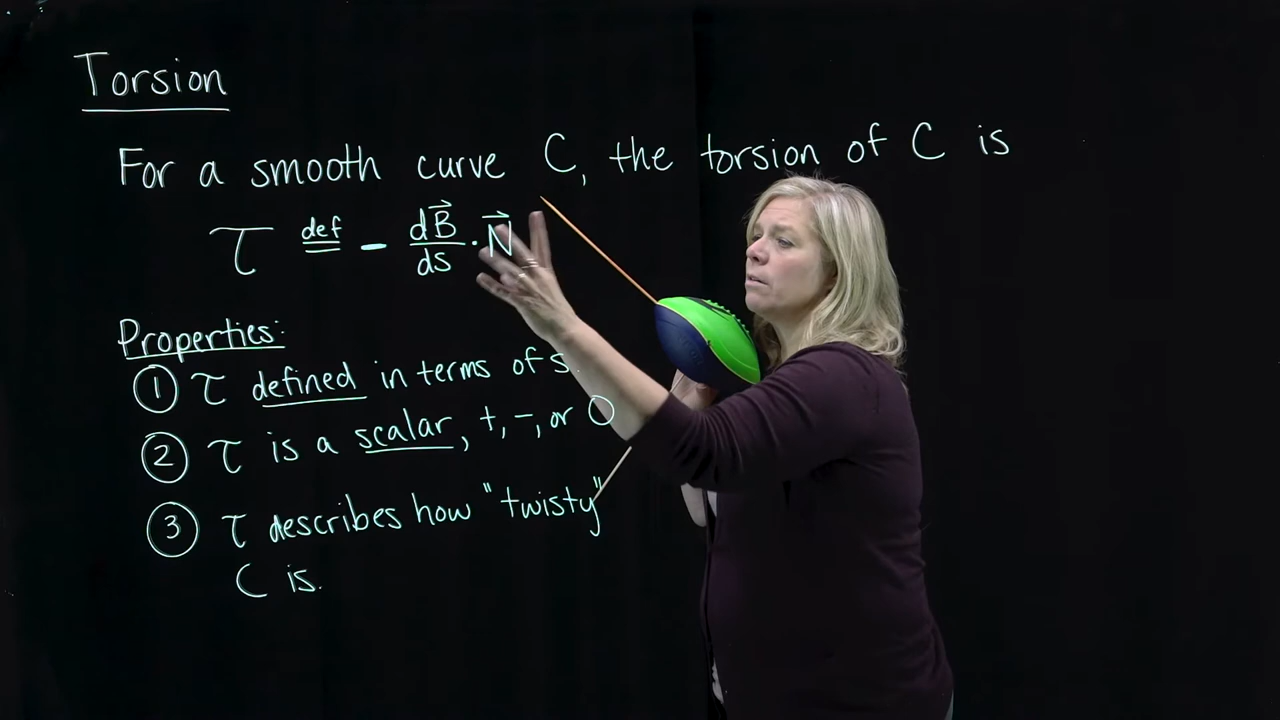 Torsion
For a smooth curve C, the torsion of C is
τ def = - dB⃗/ds · N⃗
Properties:
① τ defined in terms of s.
② τ is a scalar, +, -, or 0
③ τ describes how "twisty"
C is.